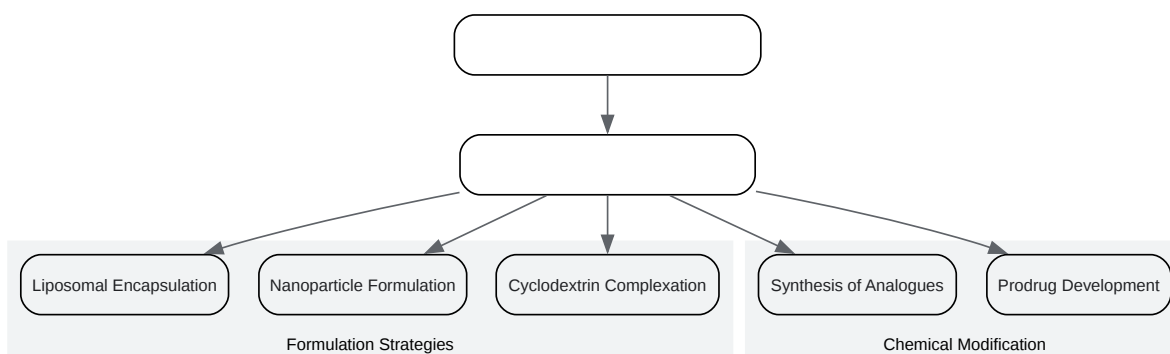 Liposomal Encapsulation
Nanoparticle Formulation
Cyclodextrin Complexation
Synthesis of Analogues
Prodrug Development
Formulation Strategies
Chemical Modification